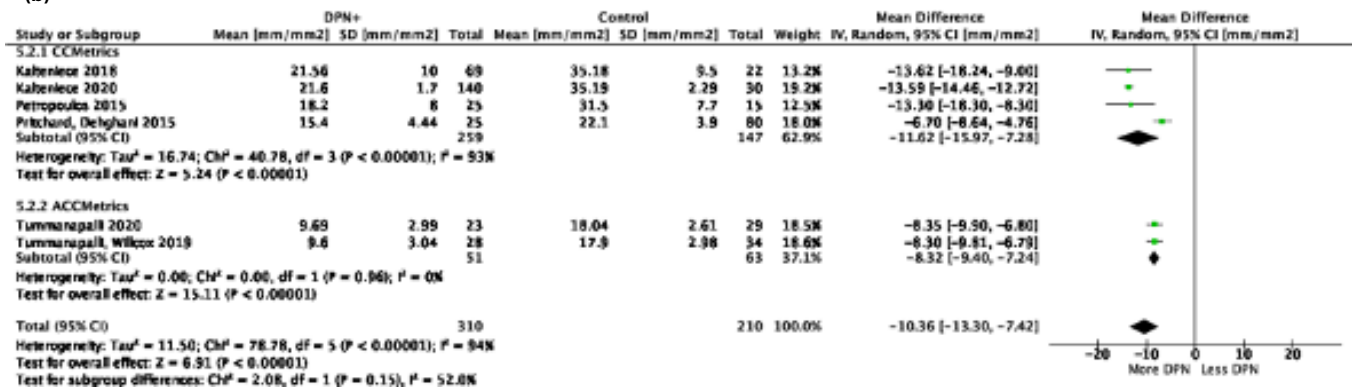 (b)
DPN+ Control Mean Difference Mean Difference
Study or Subgroup Mean [mm/mm2] SD [mm/mm2] Total Mean [mm/mm2] SD [mm/mm2] Total Weight IV, Random, 95% CI [mm/mm2] IV, Random, 95% CI [mm/mm2]
5.2.1 CCMetrics
Kalteniece 2018 21.56 10 69 35.18 9.5 22 13.2% -13.62 [-18.24, -9.00]
Kalteniece 2020 21.6 1.7 140 35.19 2.29 30 19.2% -13.59 [-14.46, -12.72]
Petropoulos 2015 18.2 8 25 31.5 7.7 15 12.5% -13.30 [-18.30, -8.30]
Pritchard, Dehghani 2015 15.4 4.44 25 22.1 3.9 80 18.0% -6.70 [-8.64, -4.76]
Subtotal (95% CI) 259 147 62.9% -11.62 [-15.97, -7.28]
Heterogeneity: Tau² = 16.74; Chi² = 40.78, df = 3 (P < 0.00001); I² = 93%
Test for overall effect: Z = 5.24 (P < 0.00001)
5.2.2 ACCMetrics
Tummanapalli 2020 9.69 2.99 23 18.04 2.61 29 18.5% -8.35 [-9.90, -6.80]
Tummanapalli, Willcox 2019 9.6 3.04 28 17.9 2.98 34 18.6% -8.30 [-9.81, -6.79]
Subtotal (95% CI) 51 63 37.1% -8.32 [-9.40, -7.24]
Heterogeneity: Tau² = 0.00; Chi² = 0.00, df = 1 (P = 0.96); I² = 0%
Test for overall effect: Z = 15.11 (P < 0.00001)
Total (95% CI) 310 210 100.0% -10.36 [-13.30, -7.42]
Heterogeneity: Tau² = 11.50; Chi² = 78.78, df = 5 (P < 0.00001); I² = 94%
Test for overall effect: Z = 6.91 (P < 0.00001)
Test for subgroup differences: Chi² = 2.08, df = 1 (P = 0.15), I² = 52.0%
-20 -10 0 10 20
More DPN Less DPN